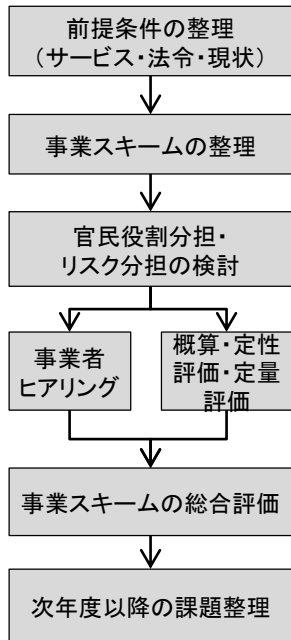 前提条件の整理
（サービス・法令・現状）
事業スキームの整理
官民役割分担・
リスク分担の検討
事業者
ヒアリング
概算・定性
評価・定量
評価
事業スキームの総合評価
次年度以降の課題整理